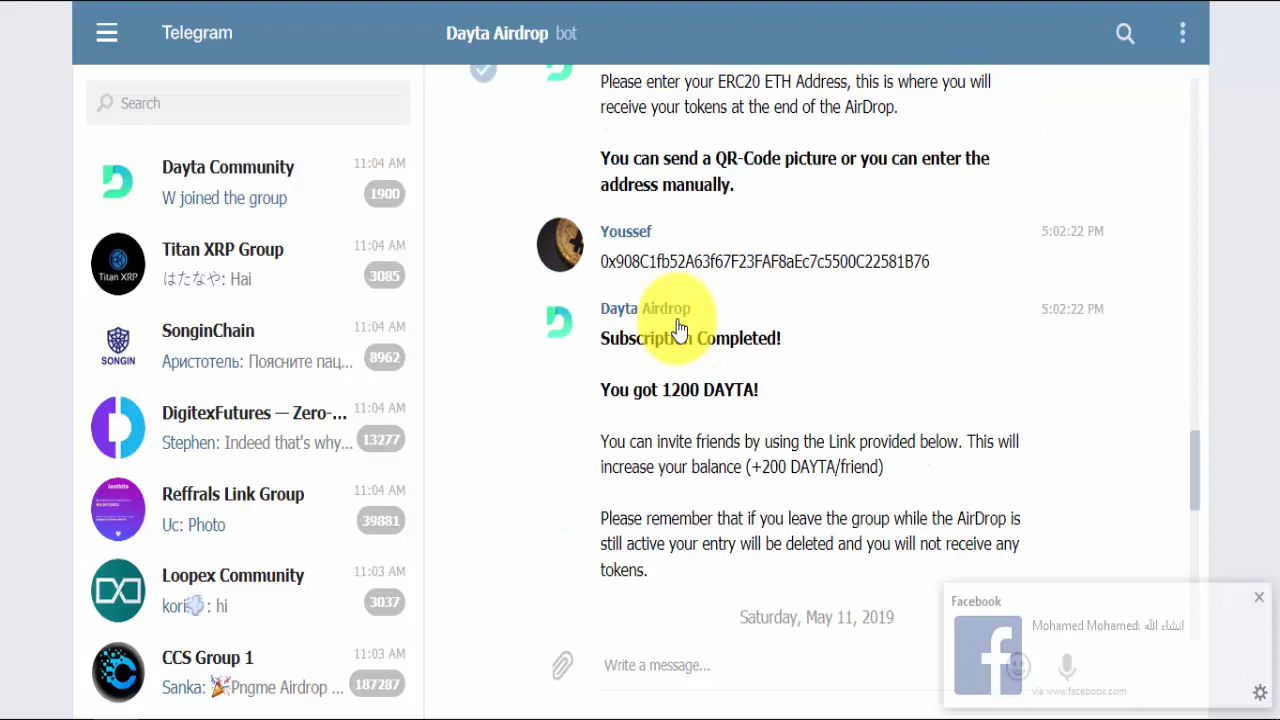 Telegram
Dayta Airdrop bot
Search
Dayta Community 11:04 AM
W joined the group 1900
Titan XRP Group 11:04 AM
はたなや: Hai 3085
Titan XRP
SonginChain 11:04 AM
Аристотель: Поясните пац... 8962
SONGIN
DigitexFutures — Zero-... 11:04 AM
Stephen: Indeed that's why... 13277
Reffrals Link Group 11:04 AM
Uc: Photo 39881
Loopex Community 11:03 AM
kori💨: hi 3037
CCS Group 1 11:03 AM
Sanka: 🎉Pngme Airdrop ... 187287
Please enter your ERC20 ETH Address, this is where you will
receive your tokens at the end of the AirDrop.
You can send a QR-Code picture or you can enter the
address manually.
Youssef 5:02:22 PM
0x908C1fb52A63f67F23FAF8aEc7c5500C22581B76
Dayta Airdrop 5:02:22 PM
Subscription Completed!
You got 1200 DAYTA!
You can invite friends by using the Link provided below. This will
increase your balance (+200 DAYTA/friend)
Please remember that if you leave the group while the AirDrop is
still active your entry will be deleted and you will not receive any
tokens.
Saturday, May 11, 2019
Write a message...
Facebook
Mohamed Mohamed: انشاء الله
via www.facebook.com